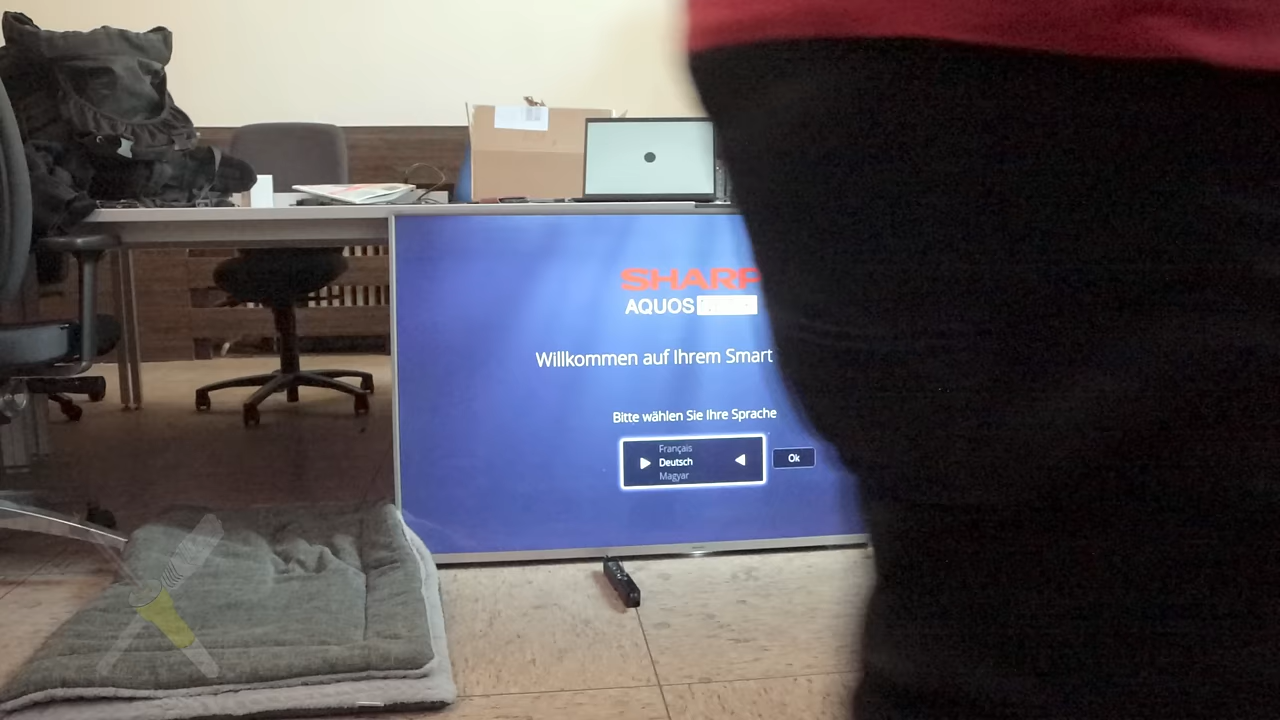 SHARP
AQUOS
Willkommen auf Ihrem Smart
Bitte wählen Sie Ihre Sprache
Français
Deutsch
Magyar
Ok